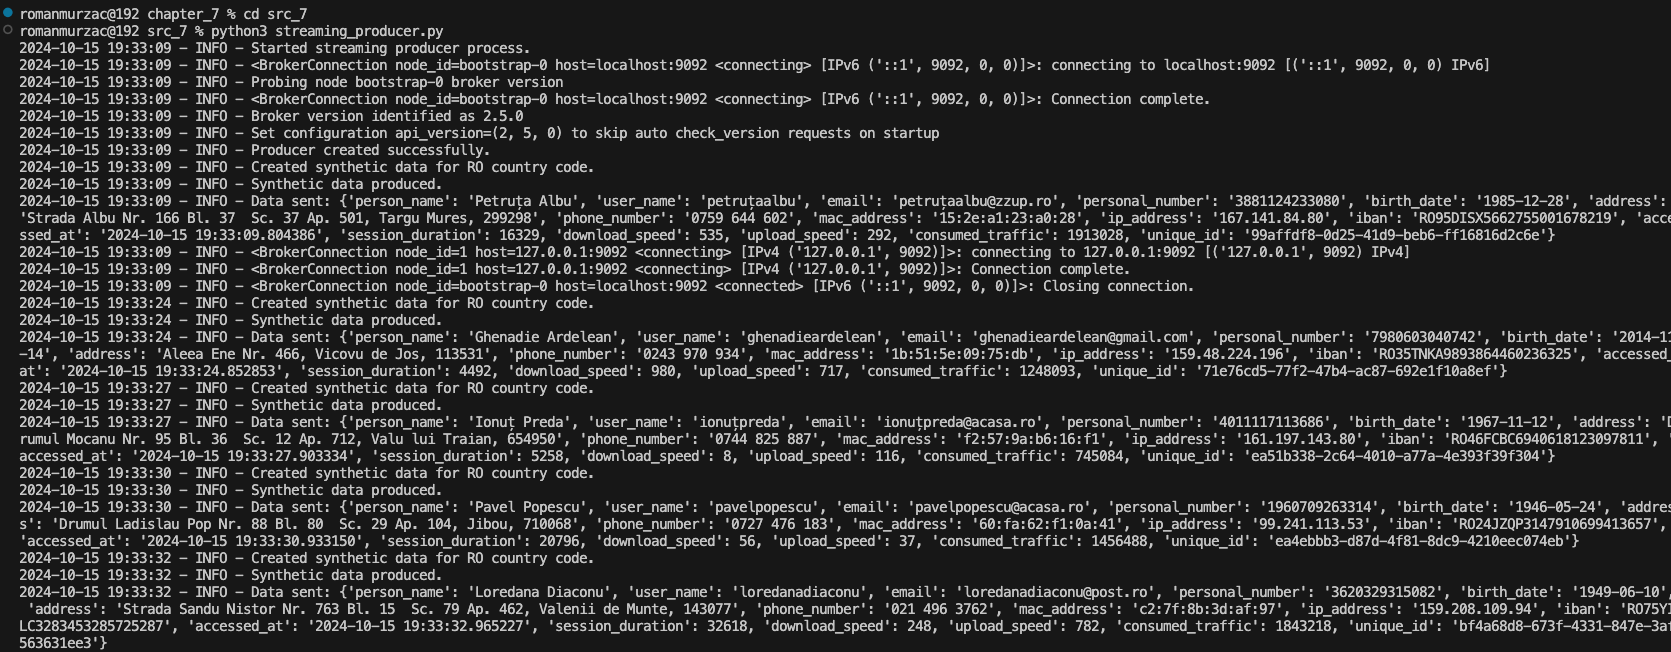 romanmurzac@192 chapter_7 % cd src_7
romanmurzac@192 src_7 % python3 streaming_producer.py
2024-10-15 19:33:09 – INFO – Started streaming producer process.
2024-10-15 19:33:09 – INFO – <BrokerConnection node_id=bootstrap-0 host=localhost:9092 <connecting> [IPv6 ('::1', 9092, 0, 0)]>: connecting to localhost:9092 [('::1', 9092, 0, 0) IPv6]
2024-10-15 19:33:09 – INFO – Probing node bootstrap-0 broker version
2024-10-15 19:33:09 – INFO – <BrokerConnection node_id=bootstrap-0 host=localhost:9092 <connecting> [IPv6 ('::1', 9092, 0, 0)]>: Connection complete.
2024-10-15 19:33:09 – INFO – Broker version identified as 2.5.0
2024-10-15 19:33:09 – INFO – Set configuration api_version=(2, 5, 0) to skip auto check_version requests on startup
2024-10-15 19:33:09 – INFO – Producer created successfully.
2024-10-15 19:33:09 – INFO – Created synthetic data for RO country code.
2024-10-15 19:33:09 – INFO – Synthetic data produced.
2024-10-15 19:33:09 – INFO – Data sent: {'person_name': 'Petruța Albu', 'user_name': 'petruțaalbu', 'email': 'petruțaalbu@zzup.ro', 'personal_number': '3881124233080', 'birth_date': '1985-12-28', 'address':
'Strada Albu Nr. 166 Bl. 37  Sc. 37 Ap. 501, Targu Mures, 299298', 'phone_number': '0759 644 602', 'mac_address': '15:2e:a1:23:a0:28', 'ip_address': '167.141.84.80', 'iban': 'RO95DISX5662755001678219', 'acce
ssed_at': '2024-10-15 19:33:09.804386', 'session_duration': 16329, 'download_speed': 535, 'upload_speed': 292, 'consumed_traffic': 1913028, 'unique_id': '99affdf8-0d25-41d9-beb6-ff16816d2c6e'}
2024-10-15 19:33:09 – INFO – <BrokerConnection node_id=1 host=127.0.0.1:9092 <connecting> [IPv4 ('127.0.0.1', 9092)]>: connecting to 127.0.0.1:9092 [('127.0.0.1', 9092) IPv4]
2024-10-15 19:33:09 – INFO – <BrokerConnection node_id=1 host=127.0.0.1:9092 <connecting> [IPv4 ('127.0.0.1', 9092)]>: Connection complete.
2024-10-15 19:33:09 – INFO – <BrokerConnection node_id=bootstrap-0 host=localhost:9092 <connected> [IPv6 ('::1', 9092, 0, 0)]>: Closing connection.
2024-10-15 19:33:24 – INFO – Created synthetic data for RO country code.
2024-10-15 19:33:24 – INFO – Synthetic data produced.
2024-10-15 19:33:24 – INFO – Data sent: {'person_name': 'Ghenadie Ardelean', 'user_name': 'ghenadieardelean', 'email': 'ghenadieardelean@gmail.com', 'personal_number': '7980603040742', 'birth_date': '2014-11
-14', 'address': 'Aleea Ene Nr. 466, Vicovu de Jos, 113531', 'phone_number': '0243 970 934', 'mac_address': '1b:51:5e:09:75:db', 'ip_address': '159.48.224.196', 'iban': 'RO35TNKA9893864460236325', 'accessed_
at': '2024-10-15 19:33:24.852853', 'session_duration': 4492, 'download_speed': 980, 'upload_speed': 717, 'consumed_traffic': 1248093, 'unique_id': '71e76cd5-77f2-47b4-ac87-692e1f10a8ef'}
2024-10-15 19:33:27 – INFO – Created synthetic data for RO country code.
2024-10-15 19:33:27 – INFO – Synthetic data produced.
2024-10-15 19:33:27 – INFO – Data sent: {'person_name': 'Ionuț Preda', 'user_name': 'ionuțpreda', 'email': 'ionuțpreda@acasa.ro', 'personal_number': '4011117113686', 'birth_date': '1967-11-12', 'address': 'D
rumul Mocanu Nr. 95 Bl. 36  Sc. 12 Ap. 712, Valu lui Traian, 654950', 'phone_number': '0744 825 887', 'mac_address': 'f2:57:9a:b6:16:f1', 'ip_address': '161.197.143.80', 'iban': 'RO46FCBC6940618123097811', '
accessed_at': '2024-10-15 19:33:27.903334', 'session_duration': 5258, 'download_speed': 8, 'upload_speed': 116, 'consumed_traffic': 745084, 'unique_id': 'ea51b338-2c64-4010-a77a-4e393f39f304'}
2024-10-15 19:33:30 – INFO – Created synthetic data for RO country code.
2024-10-15 19:33:30 – INFO – Synthetic data produced.
2024-10-15 19:33:30 – INFO – Data sent: {'person_name': 'Pavel Popescu', 'user_name': 'pavelpopescu', 'email': 'pavelpopescu@acasa.ro', 'personal_number': '1960709263314', 'birth_date': '1946-05-24', 'addres
s': 'Drumul Ladislau Pop Nr. 88 Bl. 80  Sc. 29 Ap. 104, Jibou, 710068', 'phone_number': '0727 476 183', 'mac_address': '60:fa:62:f1:0a:41', 'ip_address': '99.241.113.53', 'iban': 'RO24JZQP3147910699413657',
'accessed_at': '2024-10-15 19:33:30.933150', 'session_duration': 20796, 'download_speed': 56, 'upload_speed': 37, 'consumed_traffic': 1456488, 'unique_id': 'ea4ebbb3-d87d-4f81-8dc9-4210eec074eb'}
2024-10-15 19:33:32 – INFO – Created synthetic data for RO country code.
2024-10-15 19:33:32 – INFO – Synthetic data produced.
2024-10-15 19:33:32 – INFO – Data sent: {'person_name': 'Loredana Diaconu', 'user_name': 'loredanadiaconu', 'email': 'loredanadiaconu@post.ro', 'personal_number': '3620329315082', 'birth_date': '1949-06-10',
'address': 'Strada Sandu Nistor Nr. 763 Bl. 15  Sc. 79 Ap. 462, Valenii de Munte, 143077', 'phone_number': '021 496 3762', 'mac_address': 'c2:7f:8b:3d:af:97', 'ip_address': '159.208.109.94', 'iban': 'RO75Y
LC3283453285725287', 'accessed_at': '2024-10-15 19:33:32.965227', 'session_duration': 32618, 'download_speed': 248, 'upload_speed': 782, 'consumed_traffic': 1843218, 'unique_id': 'bf4a68d8-673f-4331-847e-3a
563631ee3'}